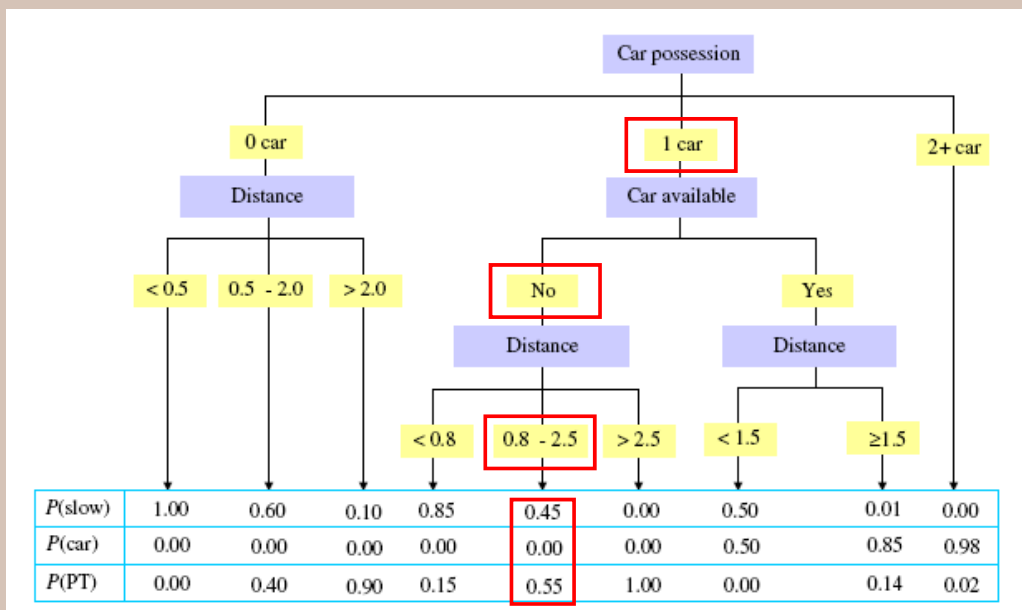 Car possession
0 car
1 car
2+ car
Distance
Car available
< 0.5
0.5 - 2.0
> 2.0
No
Yes
Distance
Distance
< 0.8
0.8 - 2.5
> 2.5
< 1.5
≥1.5
P(slow) 1.00 0.60 0.10 0.85 0.45 0.00 0.50 0.01 0.00
P(car) 0.00 0.00 0.00 0.00 0.00 0.00 0.50 0.85 0.98
P(PT) 0.00 0.40 0.90 0.15 0.55 1.00 0.00 0.14 0.02